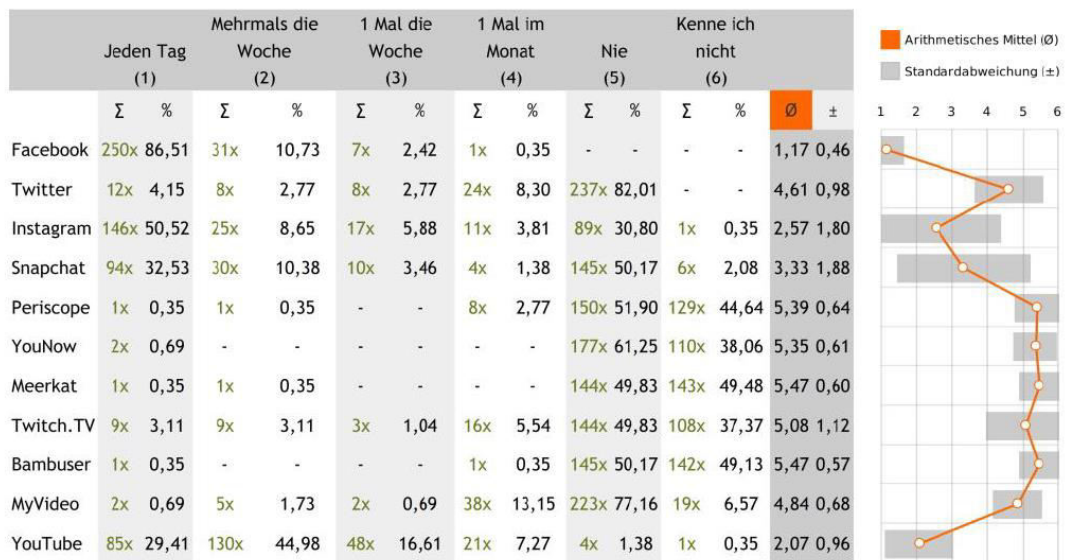 Jeden Tag (1) Mehrmals die Woche (2) 1 Mal die Woche (3) 1 Mal im Monat (4) Nie (5) Kenne ich nicht (6)
Σ % Σ % Σ % Σ % Σ % Σ % Ø ±
Facebook 250x 86,51 31x 10,73 7x 2,42 1x 0,35 - - - - 1,17 0,46
Twitter 12x 4,15 8x 2,77 8x 2,77 24x 8,30 237x 82,01 - - 4,61 0,98
Instagram 146x 50,52 25x 8,65 17x 5,88 11x 3,81 89x 30,80 1x 0,35 2,57 1,80
Snapchat 94x 32,53 30x 10,38 10x 3,46 4x 1,38 145x 50,17 6x 2,08 3,33 1,88
Periscope 1x 0,35 1x 0,35 - - 8x 2,77 150x 51,90 129x 44,64 5,39 0,64
YouNow 2x 0,69 - - - - - - 177x 61,25 110x 38,06 5,35 0,61
Meerkat 1x 0,35 1x 0,35 - - - - 144x 49,83 143x 49,48 5,47 0,60
Twitch.TV 9x 3,11 9x 3,11 3x 1,04 16x 5,54 144x 49,83 108x 37,37 5,08 1,12
Bambuser 1x 0,35 - - - - 1x 0,35 145x 50,17 142x 49,13 5,47 0,57
MyVideo 2x 0,69 5x 1,73 2x 0,69 38x 13,15 223x 77,16 19x 6,57 4,84 0,68
YouTube 85x 29,41 130x 44,98 48x 16,61 21x 7,27 4x 1,38 1x 0,35 2,07 0,96
Arithmetisches Mittel (Ø)
Standardabweichung (±)
1 2 3 4 5 6